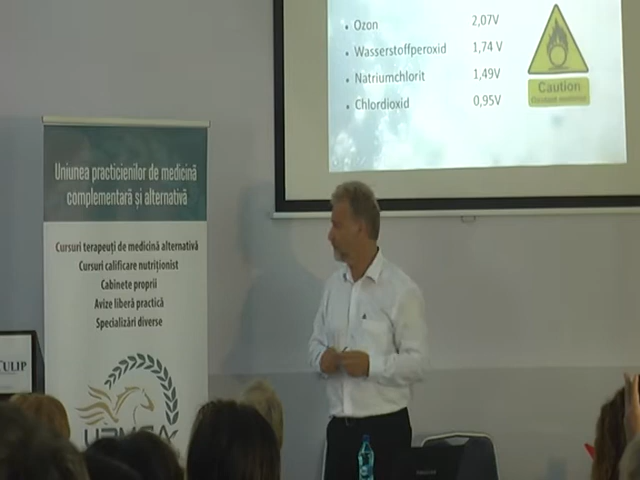 • Ozon 2,07V
• Wasserstoffperoxid 1,74 V
• Natriumchlorit 1,49V
• Chlordioxid 0,95V
Caution
Uniunea practicienilor de medicină
complementară și alternativă
Cursuri terapeuți de medicină alternativă
Cursuri calificare nutriționist
Cabinete proprii
Avize liberă practică
Specializări diverse
TULIP